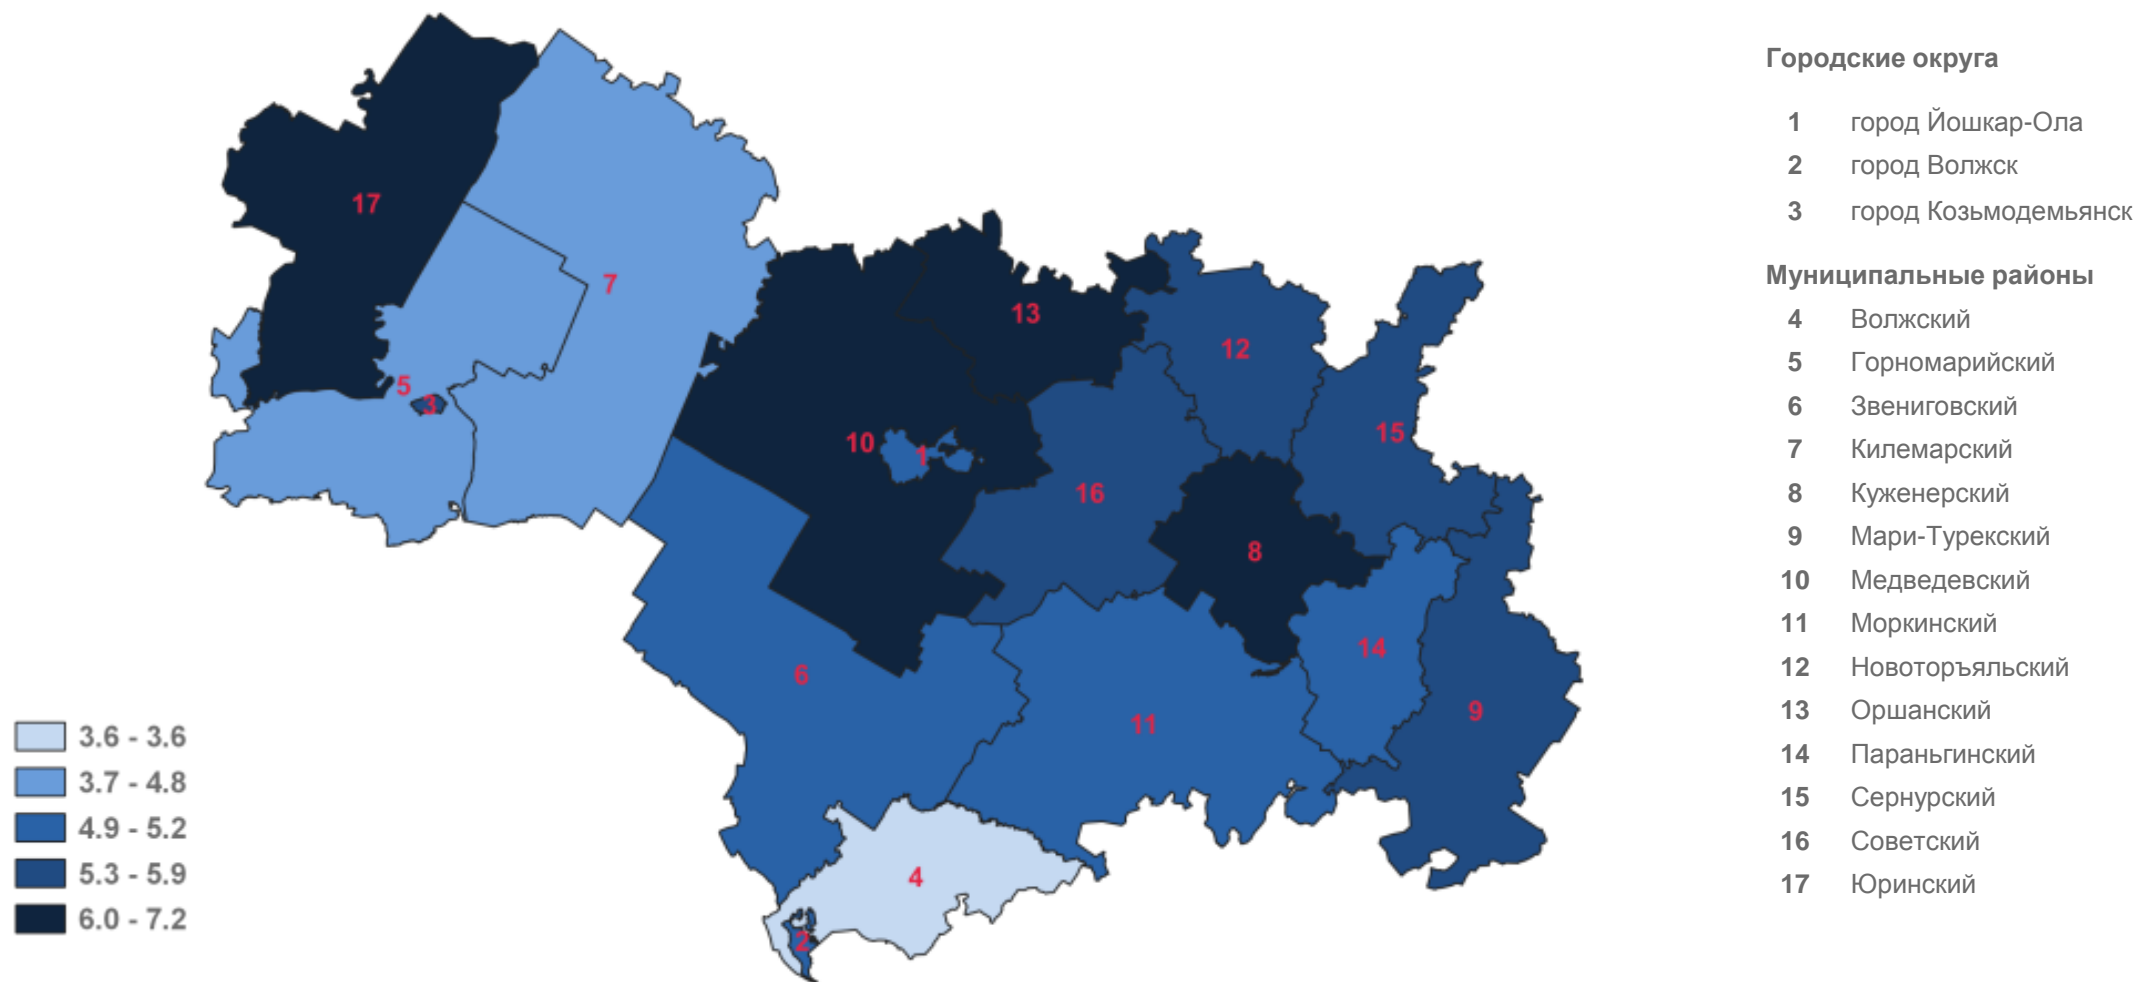 17
7
13
12
5
3
15
10
1
16
8
14
6
9
11
4
2
3.6 - 3.6
3.7 - 4.8
4.9 - 5.2
5.3 - 5.9
6.0 - 7.2
Городские округа
1 город Йошкар-Ола
2 город Волжск
3 город Козьмодемьянск
Муниципальные районы
4 Волжский
5 Горномарийский
6 Звениговский
7 Килемарский
8 Куженерский
9 Мари-Турекский
10 Медведевский
11 Моркинский
12 Новоторъяльский
13 Оршанский
14 Параньгинский
15 Сернурский
16 Советский
17 Юринский